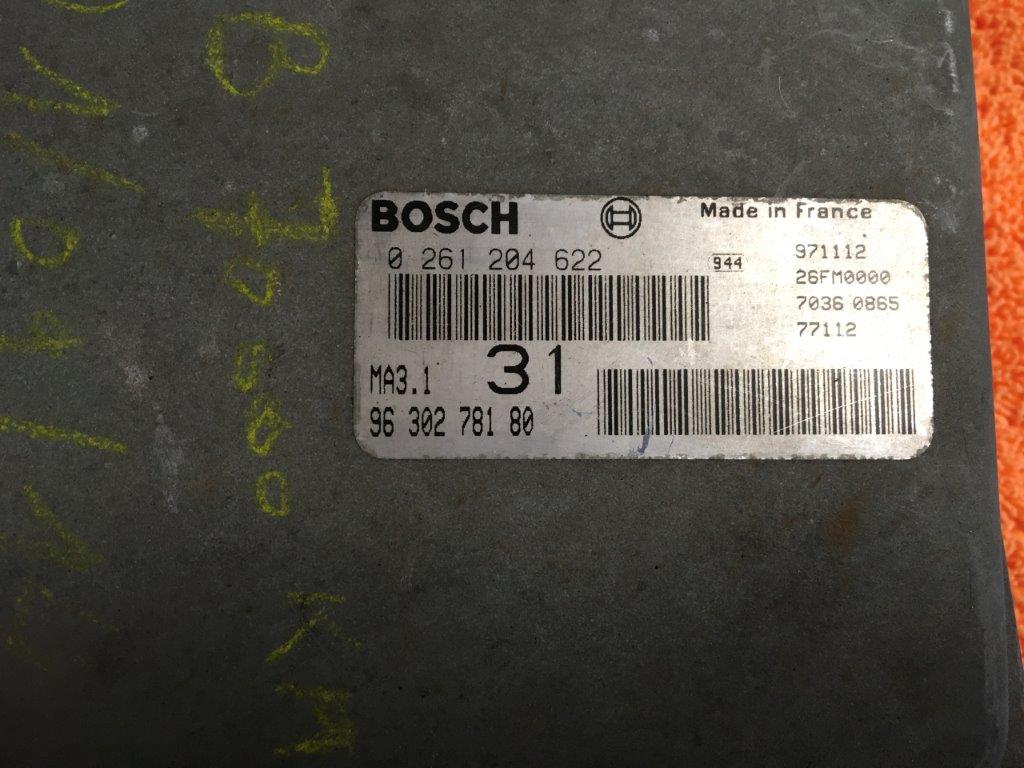 BOSCH
Made in France
0 261 204 622
944
971112
26FM0000
7036 0865
77112
MA3.1
31
96 302 781 80
KM